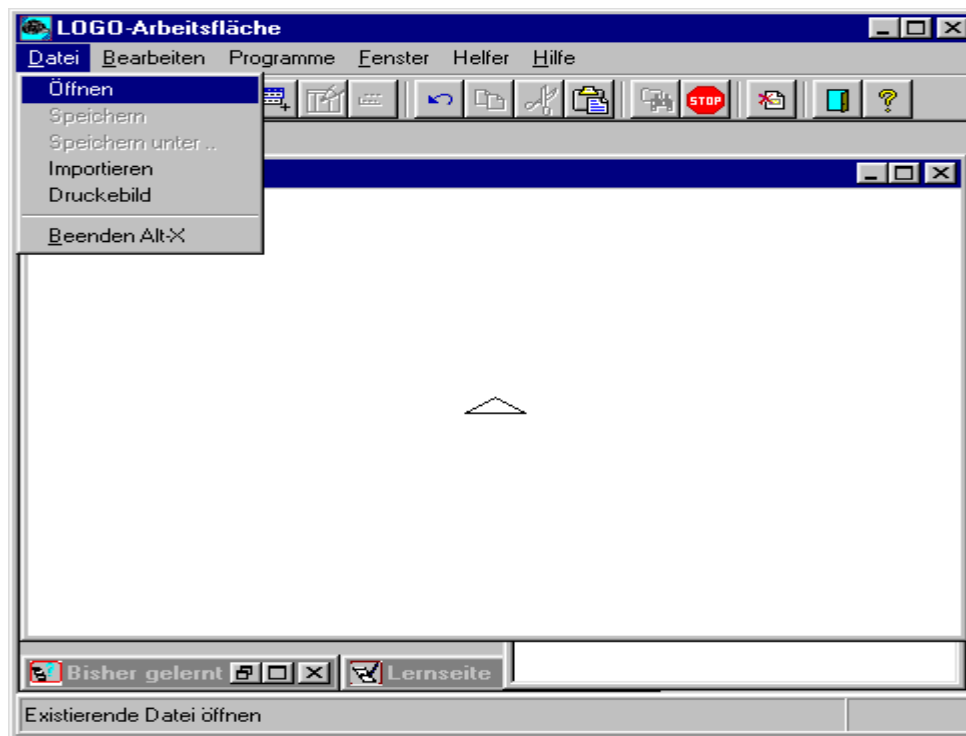 LOGO-Arbeitsfläche
Datei Bearbeiten Programme Fenster Helfer Hilfe
Öffnen
Speichern
Speichern unter ..
Importieren
Druckebild
Beenden Alt-X
STOP
Bisher gelernt
Lernseite
Existierende Datei öffnen